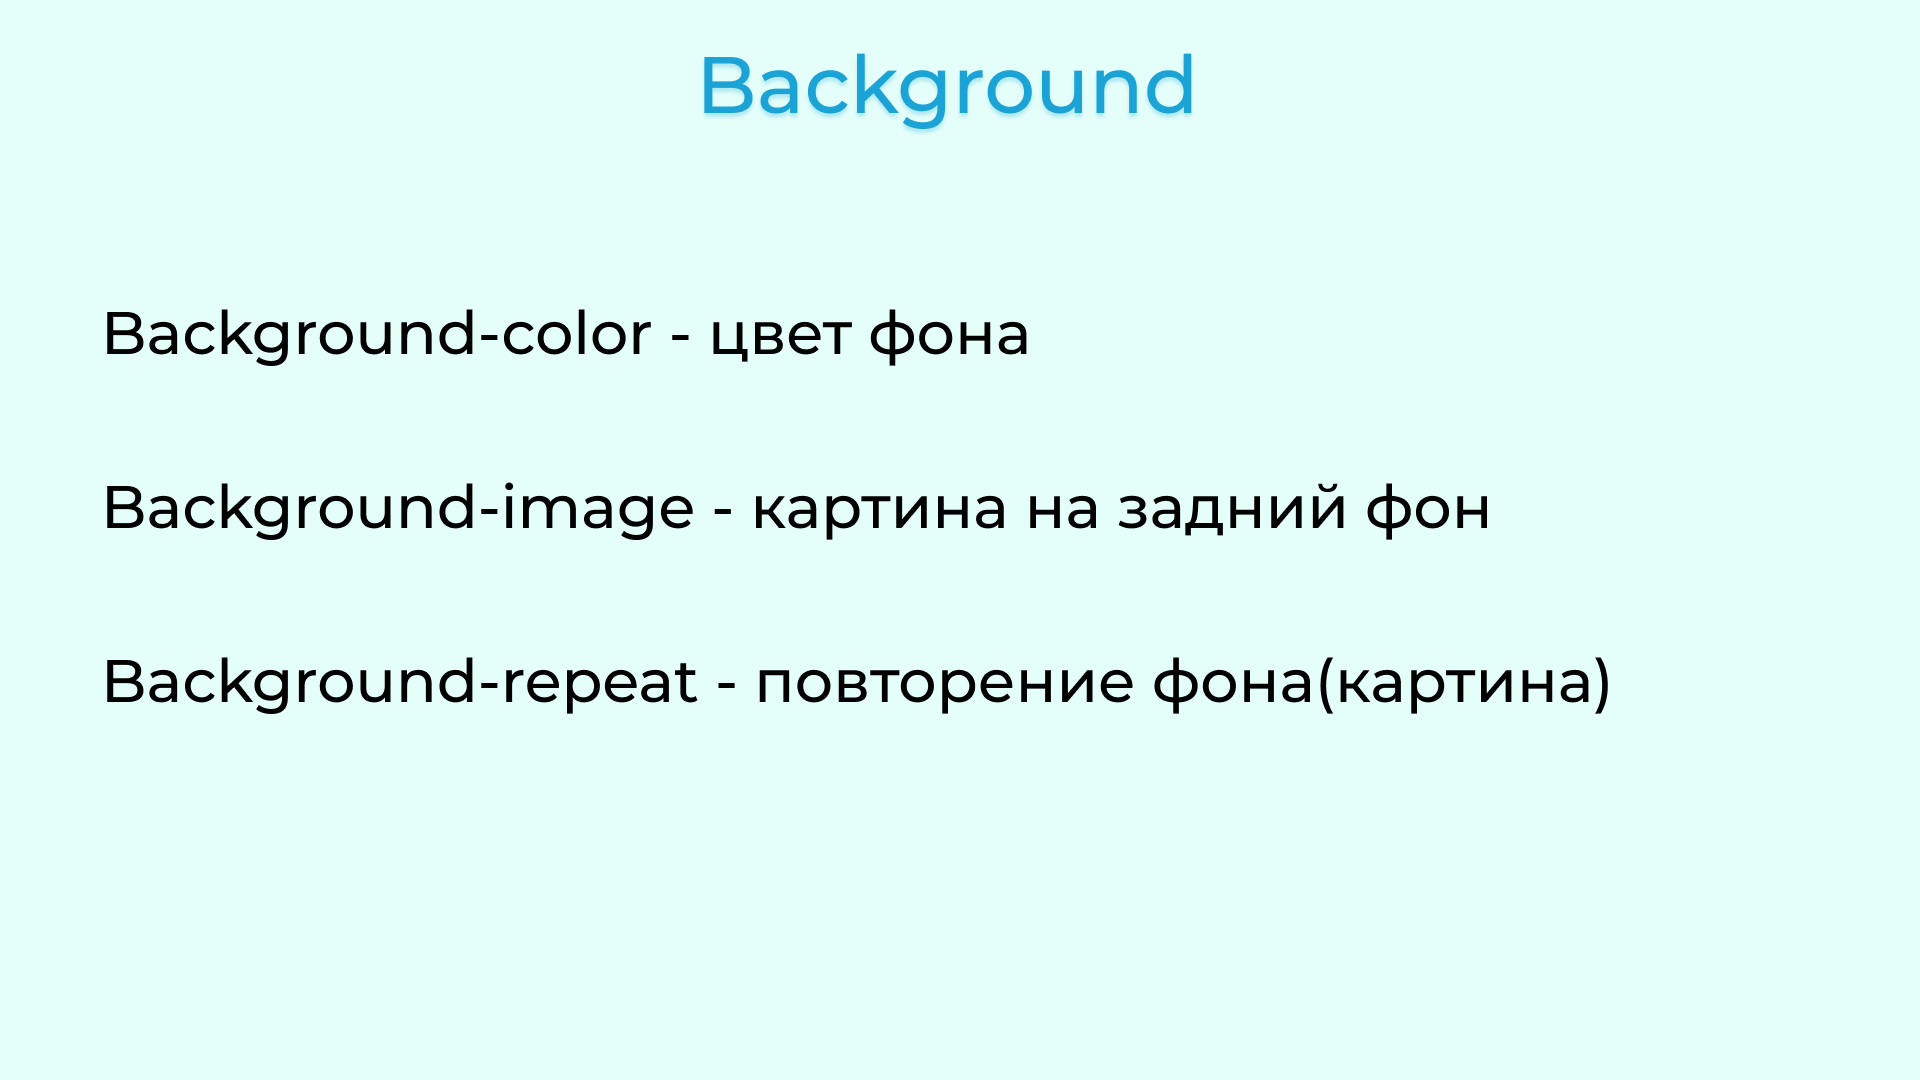 Background
Background-color - цвет фона
Background-image - картина на задний фон
Background-repeat - повторение фона(картина)